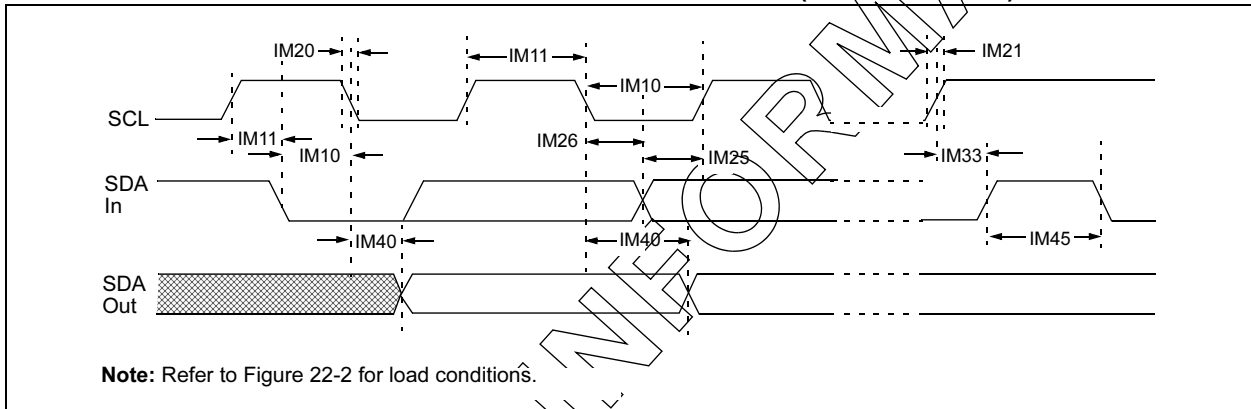 IM20
IM11
IM21
IM10
SCL
IM11
IM26
IM10
IM25
IM33
SDA
In
IM40
IM40
IM45
SDA
Out
Note: Refer to Figure 22-2 for load conditions.